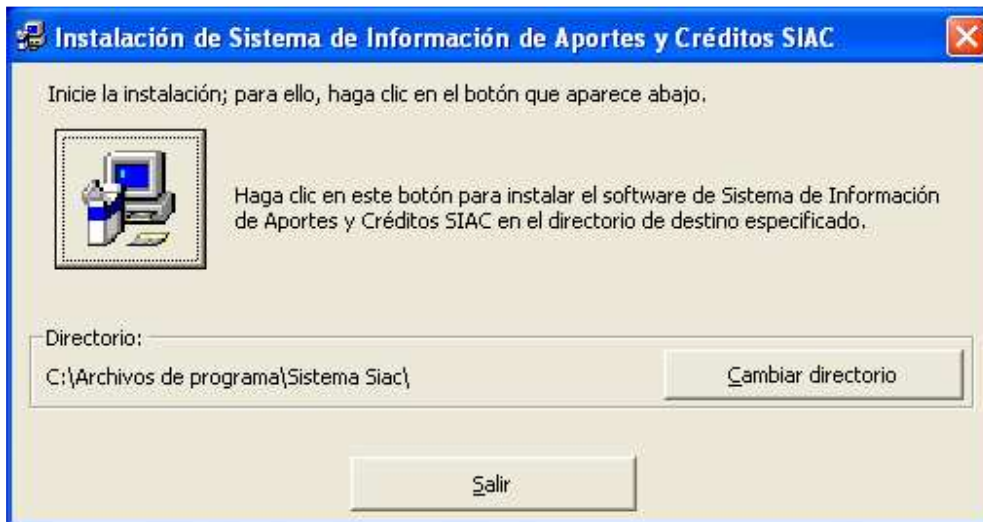 Instalación de Sistema de Información de Aportes y Créditos SIAC
Inicie la instalación; para ello, haga clic en el botón que aparece abajo.
Haga clic en este botón para instalar el software de Sistema de Información
de Aportes y Créditos SIAC en el directorio de destino especificado.
Directorio:
C:\Archivos de programa\Sistema Siac\
Cambiar directorio
Salir